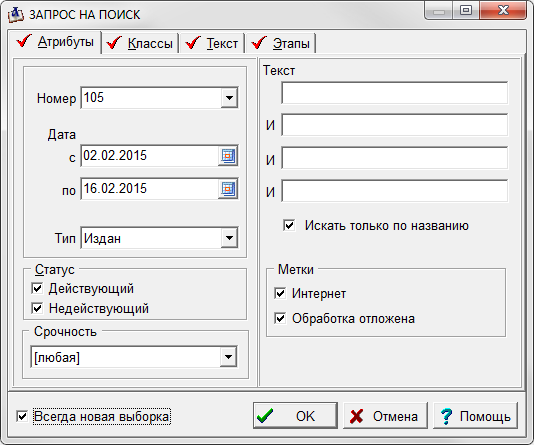 ЗАПРОС НА ПОИСК
Атрибуты Классы Текст Этапы
Номер 105
Дата
с 02.02.2015
по 16.02.2015
Тип Издан
Статус
Действующий
Недействующий
Срочность
[любая]
Текст
И
И
И
Искать только по названию
Метки
Интернет
Обработка отложена
Всегда новая выборка
OK Отмена Помощь